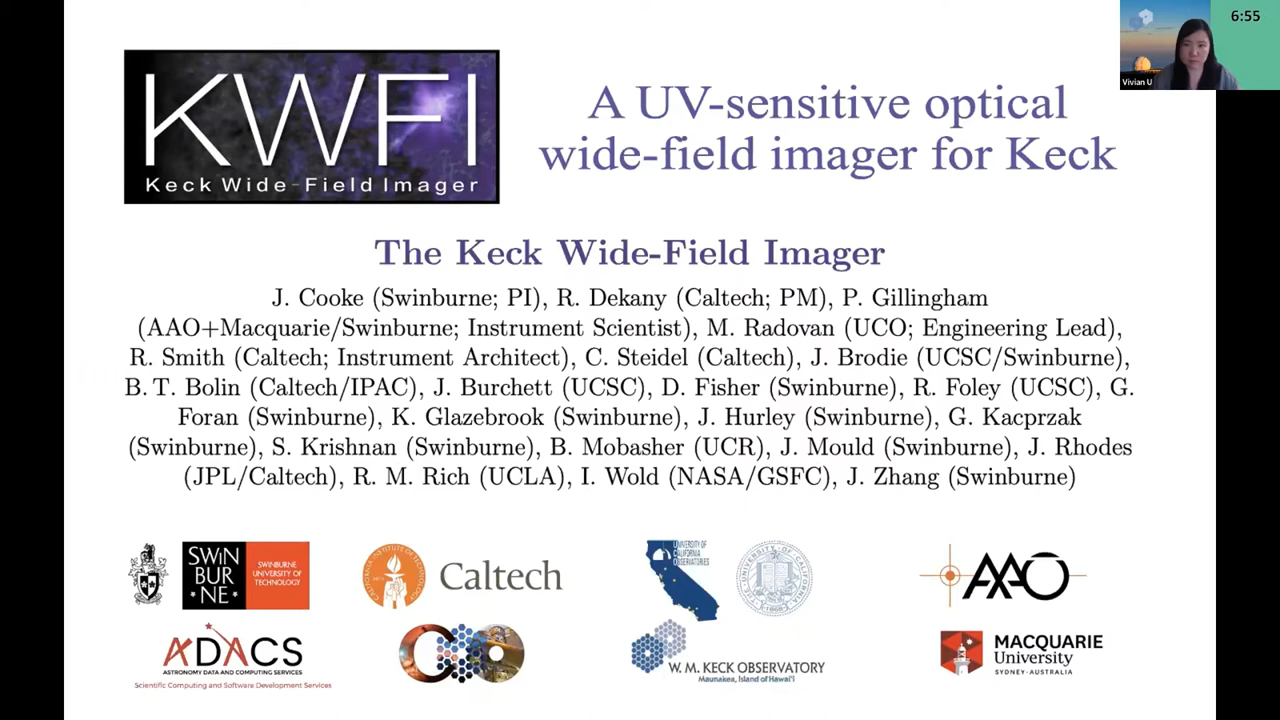 KWFI
Keck Wide-Field Imager
A UV-sensitive optical
wide-field imager for Keck
6:55
Vivian U
The Keck Wide-Field Imager
J. Cooke (Swinburne; PI), R. Dekany (Caltech; PM), P. Gillingham
(AAO+Macquarie/Swinburne; Instrument Scientist), M. Radovan (UCO; Engineering Lead),
R. Smith (Caltech; Instrument Architect), C. Steidel (Caltech), J. Brodie (UCSC/Swinburne),
B. T. Bolin (Caltech/IPAC), J. Burchett (UCSC), D. Fisher (Swinburne), R. Foley (UCSC), G.
Foran (Swinburne), K. Glazebrook (Swinburne), J. Hurley (Swinburne), G. Kacprzak
(Swinburne), S. Krishnan (Swinburne), B. Mobasher (UCR), J. Mould (Swinburne), J. Rhodes
(JPL/Caltech), R. M. Rich (UCLA), I. Wold (NASA/GSFC), J. Zhang (Swinburne)
SWIN
BUR
NE
SWINBURNE
UNIVERSITY OF
TECHNOLOGY
Caltech
UNIVERSITY OF
CALIFORNIA
OBSERVATORIES
AAO
ADACS
ASTRONOMY DATA AND COMPUTING SERVICES
Scientific Computing and Software Development Services
W. M. KECK OBSERVATORY
Maunakea, Island of Hawai'i
MACQUARIE
University
SYDNEY·AUSTRALIA